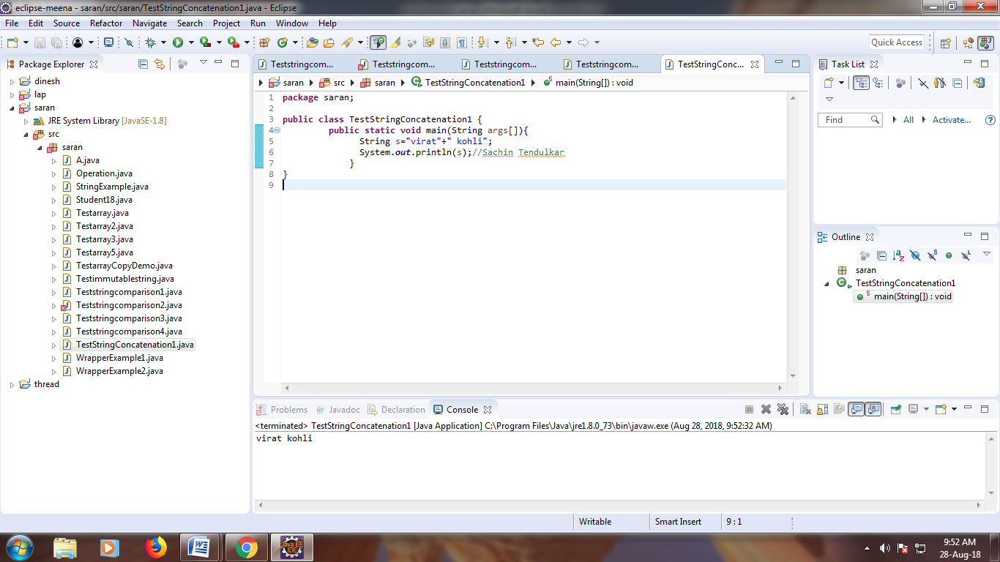 eclipse-meena - saran/src/saran/TestStringConcatenation1.java - Eclipse
File Edit Source Refactor Navigate Search Project Run Window Help
Quick Access
Package Explorer
dinesh
lap
saran
JRE System Library [JavaSE-1.8]
src
saran
A.java
Operation.java
StringExample.java
Student18.java
Testarray.java
Testarray2.java
Testarray3.java
Testarray5.java
TestarrayCopyDemo.java
Testimmutablestring.java
Teststringcomparison1.java
Teststringcomparison2.java
Teststringcomparison3.java
Teststringcomparison4.java
TestStringConcatenation1.java
WrapperExample1.java
WrapperExample2.java
thread
Teststringcom... Teststringcom... Teststringcom... Teststringcom... TestStringConc...
saran src saran TestStringConcatenation1 main(String[]) : void
1 package saran;
2
3 public class TestStringConcatenation1 {
4 public static void main(String args[]){
5 String s="virat"+" kohli";
6 System.out.println(s);//Sachin Tendulkar
7 }
8 }
9
Task List
Find All Activate...
Outline
saran
TestStringConcatenation1
main(String[]) : void
Problems @ Javadoc Declaration Console
<terminated> TestStringConcatenation1 [Java Application] C:\Program Files\Java\jre1.8.0_73\bin\javaw.exe (Aug 28, 2018, 9:52:32 AM)
virat kohli
Writable Smart Insert 9 : 1
Java EE
IDE
9:52 AM
28-Aug-18